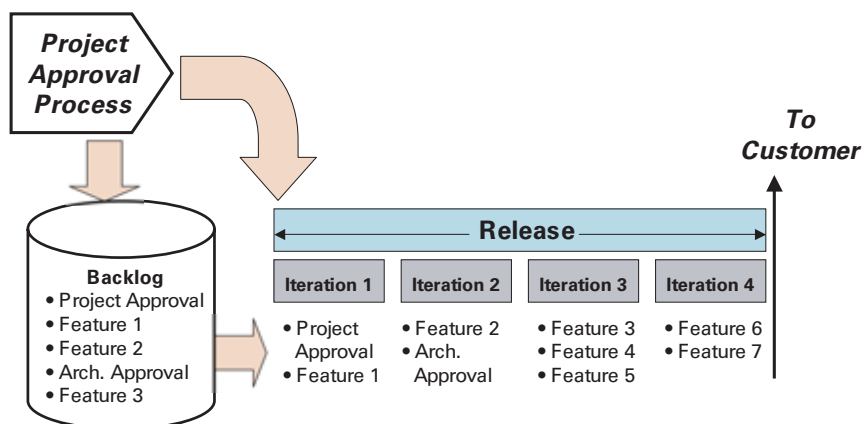 Project
Approval
Process
To
Customer
Release
Backlog
• Project Approval
• Feature 1
• Feature 2
• Arch. Approval
• Feature 3
Iteration 1
Iteration 2
Iteration 3
Iteration 4
• Project
Approval
• Feature 1
• Feature 2
• Arch.
Approval
• Feature 3
• Feature 4
• Feature 5
• Feature 6
• Feature 7